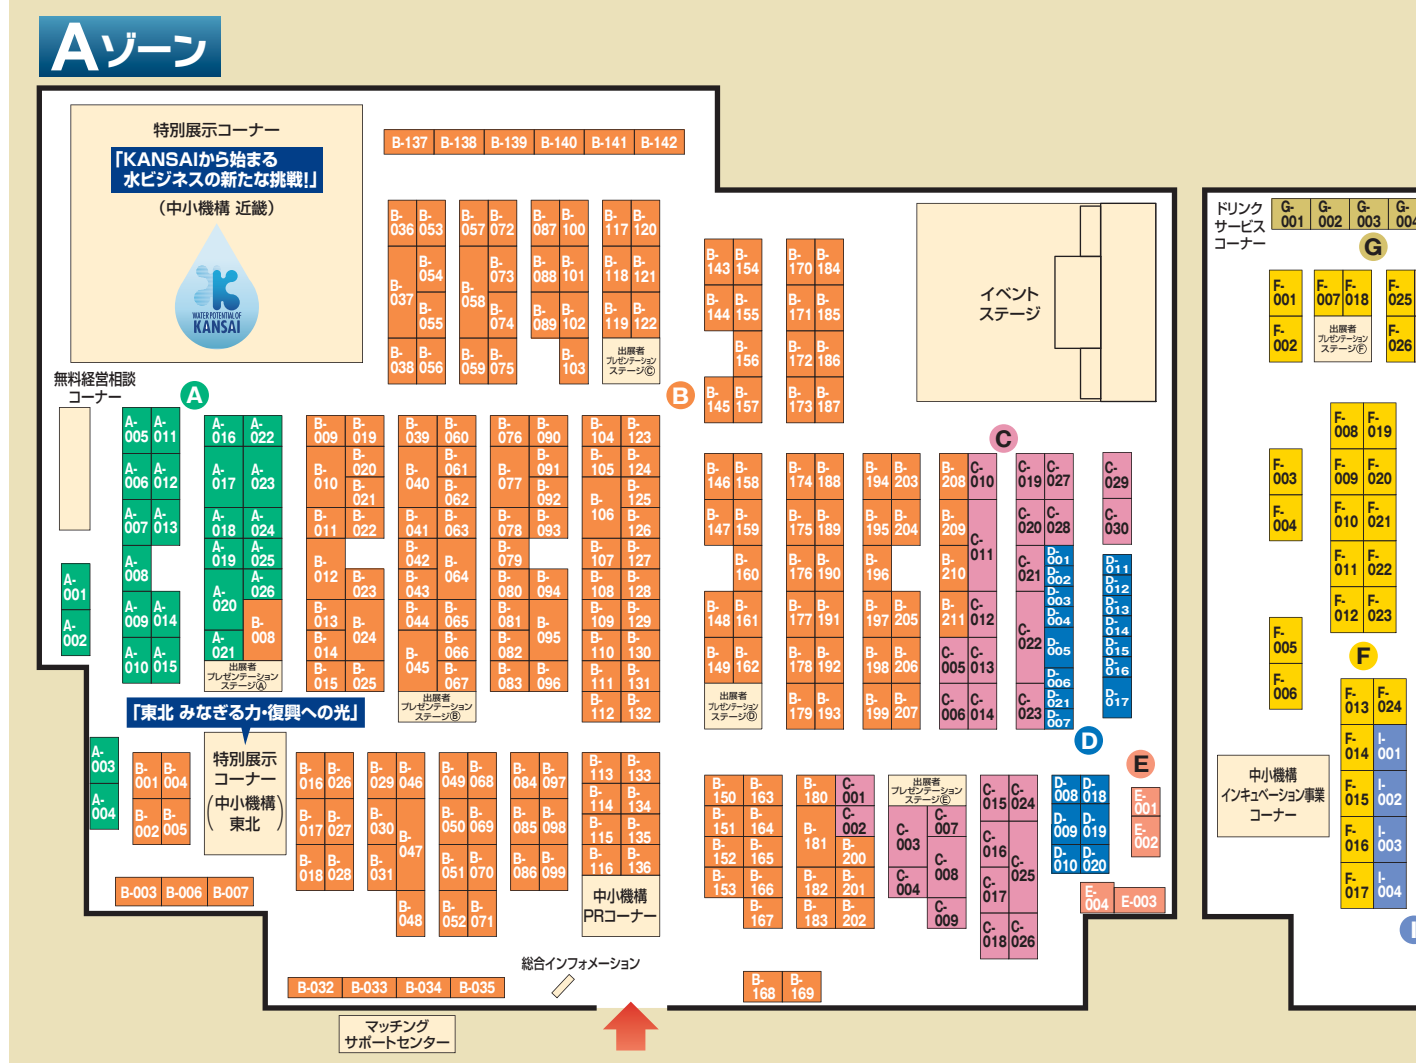 Aゾーン
特別展示コーナー
「KANSAIから始まる
水ビジネスの新たな挑戦!」
(中小機構 近畿)
WATER POTENTIAL OF
KANSAI
B-137 B-138 B-139 B-140 B-141 B-142
B-036 B-053 B-057 B-072 B-087 B-100 B-117 B-120
B-037 B-054 B-058 B-073 B-088 B-101 B-118 B-121
B-055 B-074 B-089 B-102 B-119 B-122
B-038 B-056 B-059 B-075 B-103
出展者
プレゼンテーション
ステージⒸ
B-143 B-154 B-170 B-184
B-144 B-155 B-171 B-185
B-156 B-172 B-186
B-145 B-157 B-173 B-187
イベント
ステージ
無料経営相談
コーナー
A
B
C
A-005 A-011
A-006 A-012
A-007 A-013
A-008
A-009 A-014
A-010 A-015
A-001
A-002
A-016 A-022
A-017 A-023
A-018 A-024
A-019 A-025
A-020 A-026
A-021 B-008
出展者
プレゼンテーション
ステージⒶ
B-009 B-019
B-010 B-020
B-021
B-011 B-022
B-012 B-023
B-013 B-024
B-014
B-015 B-025
B-039 B-060
B-040 B-061
B-062
B-041 B-063
B-042 B-064
B-043
B-044 B-065
B-045 B-066
B-067
出展者
プレゼンテーション
ステージⒷ
B-076 B-090
B-077 B-091
B-092
B-078 B-093
B-079
B-080 B-094
B-081 B-095
B-082
B-083 B-096
B-104 B-123
B-105 B-124
B-106 B-125
B-126
B-107 B-127
B-108 B-128
B-109 B-129
B-110 B-130
B-111 B-131
B-112 B-132
B-146 B-158
B-147 B-159
B-160
B-148 B-161
B-149 B-162
出展者
プレゼンテーション
ステージⒹ
B-174 B-188
B-175 B-189
B-176 B-190
B-177 B-191
B-178 B-192
B-179 B-193
B-194 B-203
B-195 B-204
B-196
B-197 B-205
B-198 B-206
B-199 B-207
B-208 C-010
B-209 C-011
B-210
B-211 C-012
C-005 C-013
C-006 C-014
C-019 C-027
C-020 C-028
C-021 D-001
D-002
C-022 D-003
D-004
D-005
D-006
C-023 D-021
D-007
C-029
C-030
D-011
D-012
D-013
D-014
D-015
D-016
D-017
D
E
「東北 みなぎる力・復興への光」
特別展示
コーナー
(中小機構
東北)
A-003
A-004
B-001 B-004
B-002 B-005
B-003 B-006 B-007
B-016 B-026
B-017 B-027
B-018 B-028
B-029 B-046
B-030 B-047
B-031
B-048
B-049 B-068
B-050 B-069
B-051 B-070
B-052 B-071
B-084 B-097
B-085 B-098
B-086 B-099
B-113 B-133
B-114 B-134
B-115 B-135
B-116 B-136
中小機構
PRコーナー
B-150 B-163
B-151 B-164
B-152 B-165
B-153 B-166
B-167
B-180 C-001
B-181 C-002
B-200
B-182 B-201
B-183 B-202
出展者
プレゼンテーション
ステージⒺ
C-003 C-007
C-008
C-004
C-009
C-015 C-024
C-016 C-025
C-017
C-018 C-026
D-008 D-018
D-009 D-019
D-010 D-020
E-001
E-002
E-004 E-003
総合インフォメーション
B-032 B-033 B-034 B-035
B-168 B-169
マッチング
サポートセンター
ドリンク
サービス
コーナー
G-001 G-002 G-003 G-004
G
F-001 F-007 F-018 F-025
F-002 F-026
出展者
プレゼンテーション
ステージⒻ
F-003
F-004
F-005
F-006
F-008 F-019
F-009 F-020
F-010 F-021
F-011 F-022
F-012 F-023
F
F-013 F-024
F-014 I-001
F-015 I-002
F-016 I-003
F-017 I-004
I
中小機構
インキュベーション事業
コーナー